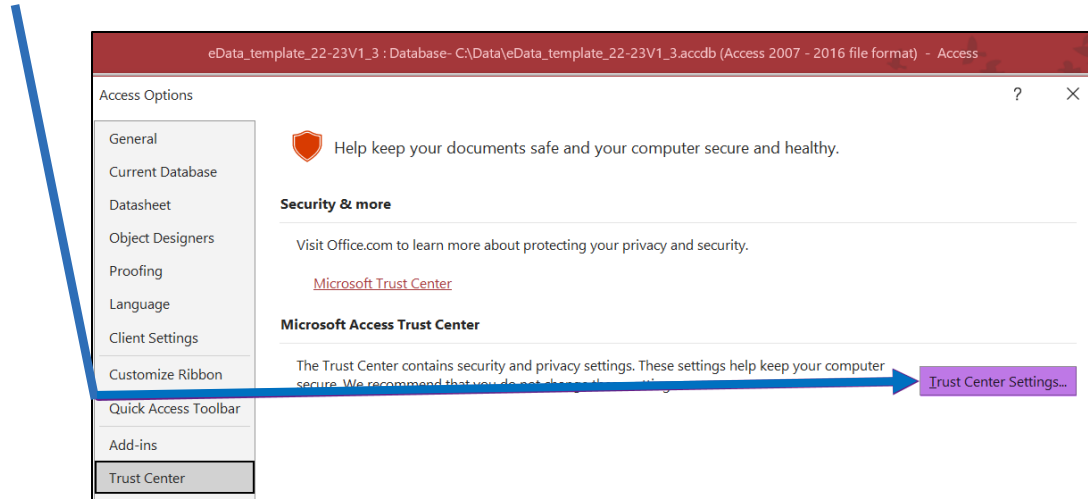 eData_template_22-23V1_3 : Database- C:\Data\eData_template_22-23V1_3.accdb (Access 2007 - 2016 file format) - Access
Access Options
?
General
Current Database
Datasheet
Object Designers
Proofing
Language
Client Settings
Customize Ribbon
Quick Access Toolbar
Add-ins
Trust Center
Help keep your documents safe and your computer secure and healthy.
Security & more
Visit Office.com to learn more about protecting your privacy and security.
Microsoft Trust Center
Microsoft Access Trust Center
The Trust Center contains security and privacy settings. These settings help keep your computer
secure. We recommend that you do not change these settings.
Trust Center Settings...